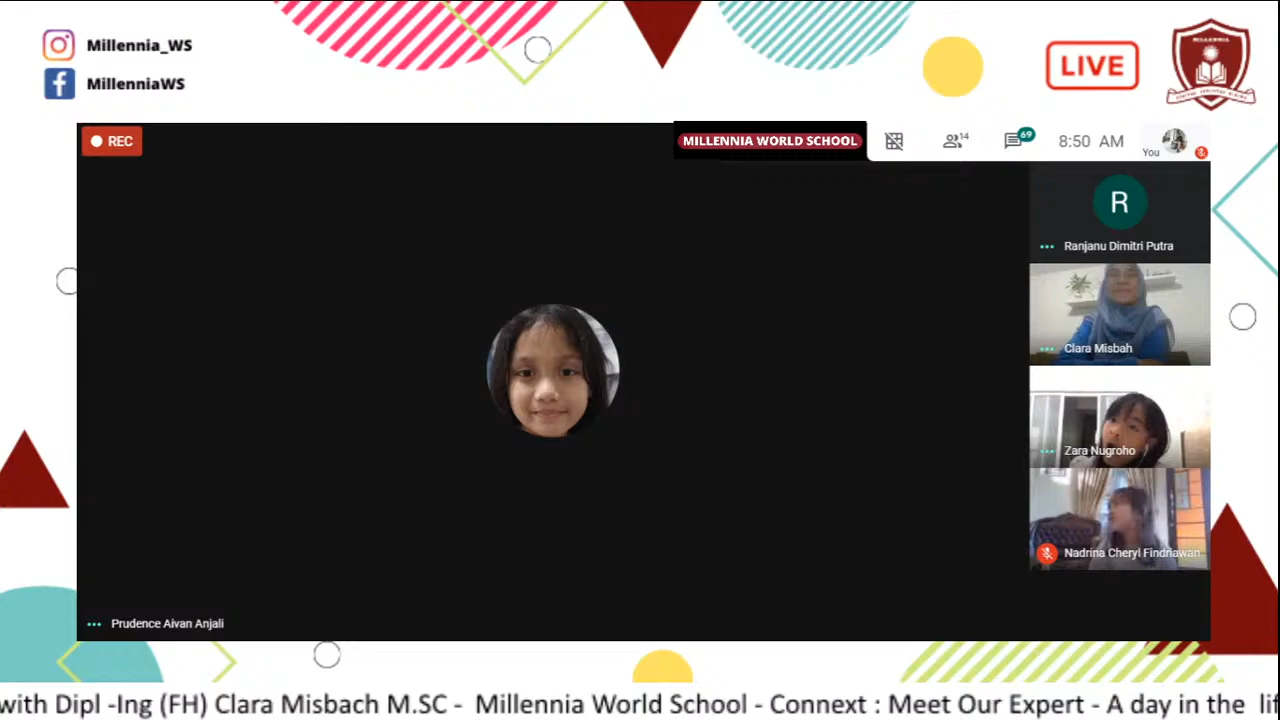 Millennia_WS
MillenniaWS
LIVE
MILLENNIA
REC
MILLENNIA WORLD SCHOOL
14
69
8:50 AM
You
R
Ranjanu Dimitri Putra
Clara Misbah
Zara Nugroho
Nadrina Cheryl Findriawan
Prudence Aivan Anjali
with Dipl -Ing (FH) Clara Misbach M.SC - Millennia World School - Connext : Meet Our Expert - A day in the